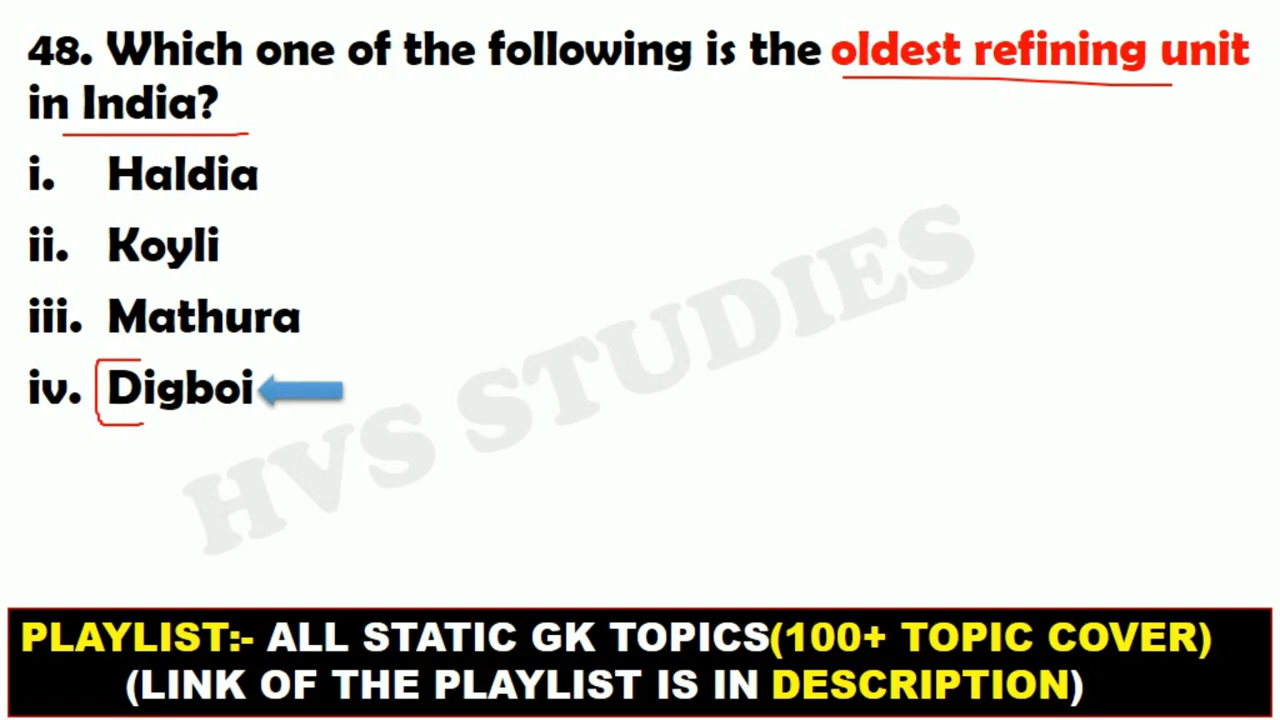 48. Which one of the following is the oldest refining unit
in India?
i. Haldia
ii. Koyli
iii. Mathura
iv. Digboi
HVS STUDIES
PLAYLIST:- ALL STATIC GK TOPICS(100+ TOPIC COVER)
(LINK OF THE PLAYLIST IS IN DESCRIPTION)